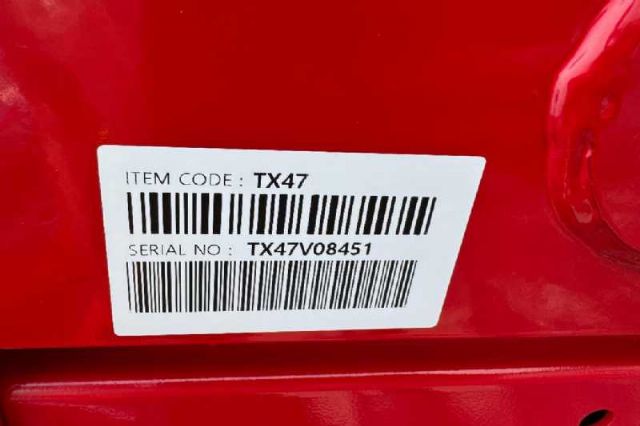 ITEM CODE : TX47
SERIAL NO : TX47V08451